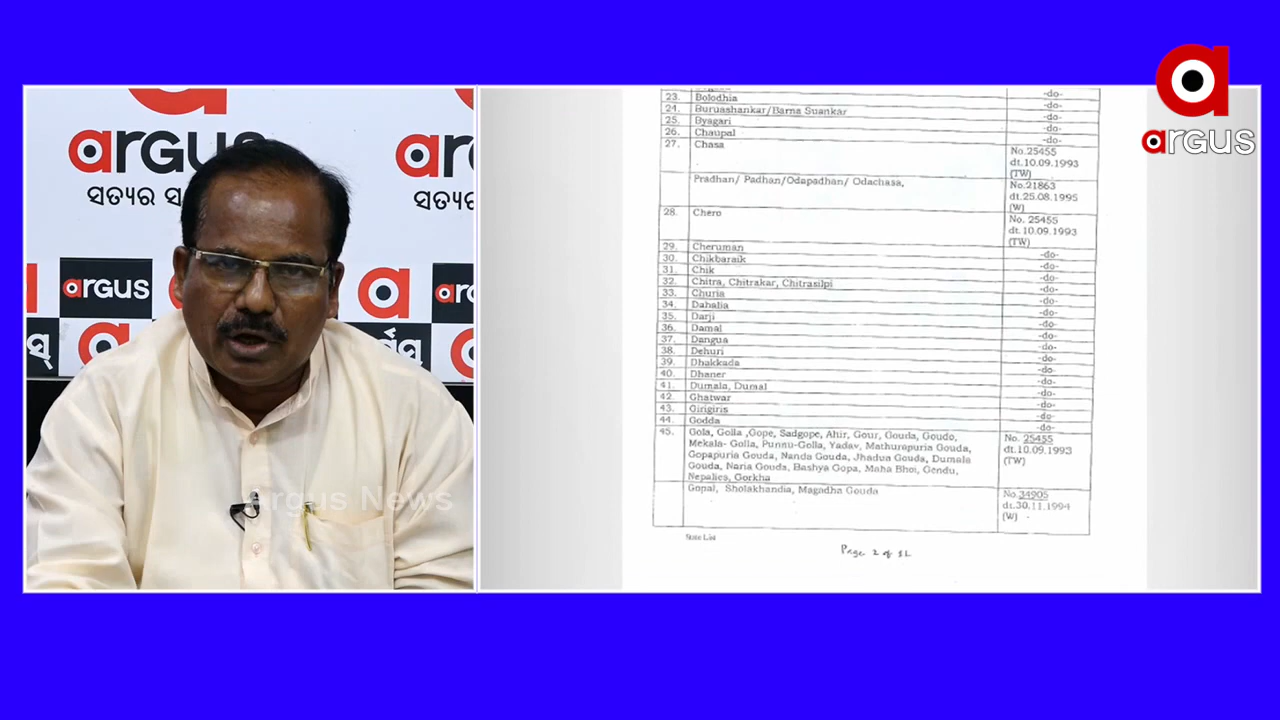 argus
argus
argus
ସତ୍ୟର ସ
ସତ୍ୟର
argus
Argus News
23. Bolodhia -do-
24. Buruashankar/Barna Suankar -do-
25. Byagari -do-
26. Chaupal -do-
27. Chasa No.25455
dt.10.09.1993
(TW)
Pradhan/ Padhan/Odapadhan/ Odachasa, No.21863
dt.25.08.1995
(W)
28. Chero No. 25455
dt.10.09.1993
(TW)
29. Cheruman -do-
30. Chikbaraik -do-
31. Chik -do-
32. Chitra, Chitrakar, Chitrasilpi -do-
33. Churia -do-
34. Dahalia -do-
35. Darji -do-
36. Damal -do-
37. Dangua -do-
38. Dehuri -do-
39. Dhakkada -do-
40. Dhaner -do-
41. Dumala, Dumal -do-
42. Ghatwar -do-
43. Girigiris -do-
44. Godda -do-
45. Gola, Golla ,Gope, Sadgope, Ahir, Gour, Gouda, Goudo, No. 25455
Mekala- Golla, Punnu-Golla, Yadav, Mathurapuria Gouda, dt.10.09.1993
Gopapuria Gouda, Nanda Gouda, Jhadua Gouda, Dumala (TW)
Gouda, Naria Gouda, Bashya Gopa, Maha Bhoi, Gendu,
Nepalies, Gorkha
Gopal, Sholakhandia, Magadha Gouda No.34905
dt.30.11.1994
(W)
Page 2 of 12